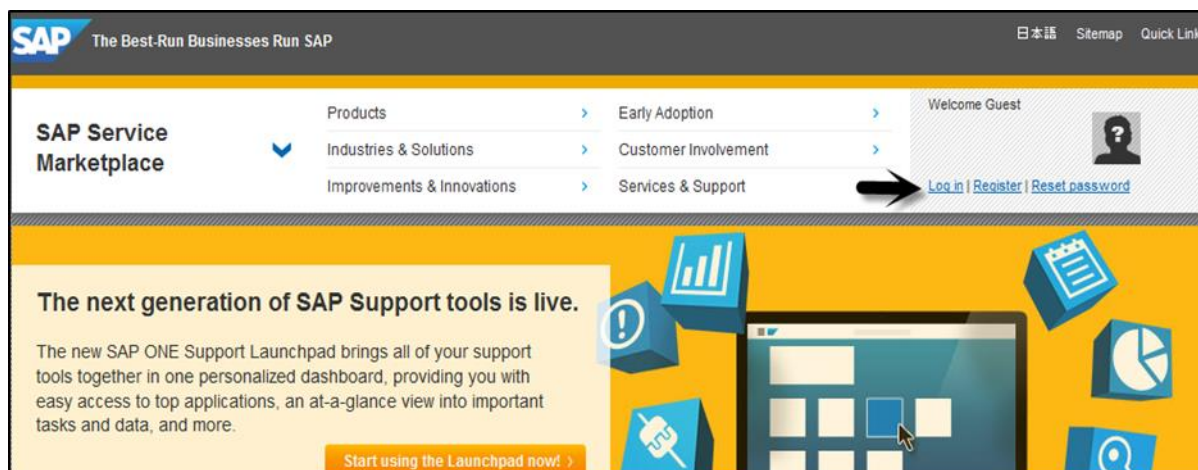 SAP The Best-Run Businesses Run SAP
日本語 Sitemap Quick Link
SAP Service
Marketplace
Products
Industries & Solutions
Improvements & Innovations
Early Adoption
Customer Involvement
Services & Support
Welcome Guest
?
Log in | Register | Reset password
The next generation of SAP Support tools is live.
The new SAP ONE Support Launchpad brings all of your support
tools together in one personalized dashboard, providing you with
easy access to top applications, an at-a-glance view into important
tasks and data, and more.
Start using the Launchpad now! >